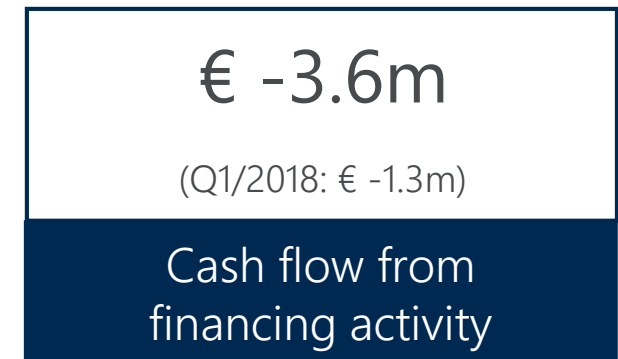 € -3.6m
(Q1/2018: € -1.3m)
Cash flow from
financing activity